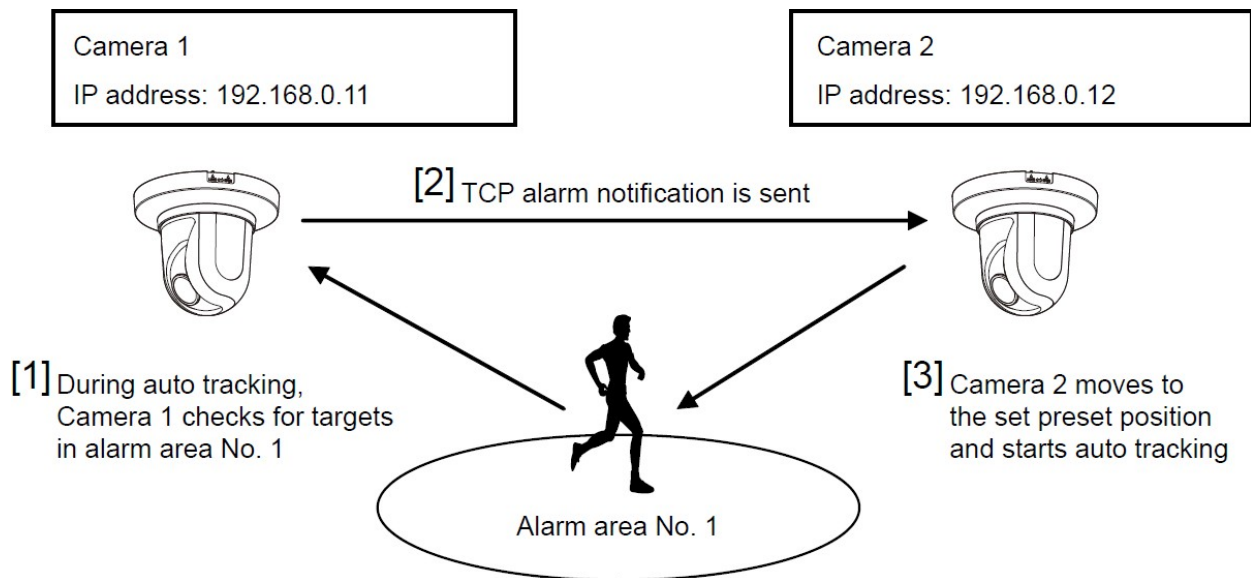 Camera 1
IP address: 192.168.0.11
Camera 2
IP address: 192.168.0.12
[2] TCP alarm notification is sent
[1] During auto tracking,
Camera 1 checks for targets
in alarm area No. 1
[3] Camera 2 moves to
the set preset position
and starts auto tracking
Alarm area No. 1